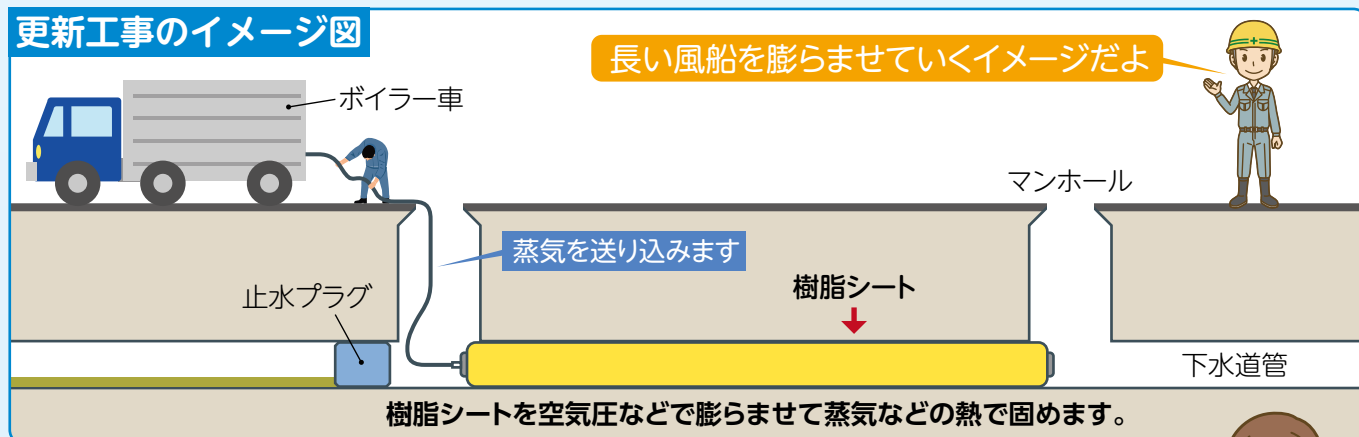 更新工事のイメージ図
長い風船を膨らませていくイメージだよ
ボイラー車
マンホール
蒸気を送り込みます
止水プラグ
樹脂シート
下水道管
樹脂シートを空気圧などで膨らませて蒸気などの熱で固めます。